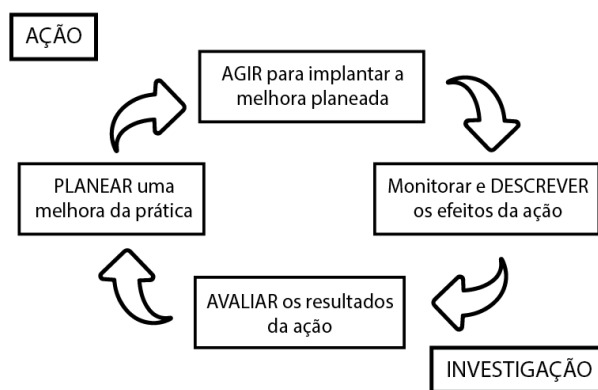 AÇÃO
AGIR para implantar a
melhora planeada
PLANEAR uma
melhora da prática
Monitorar e DESCREVER
os efeitos da ação
AVALIAR os resultados
da ação
INVESTIGAÇÃO